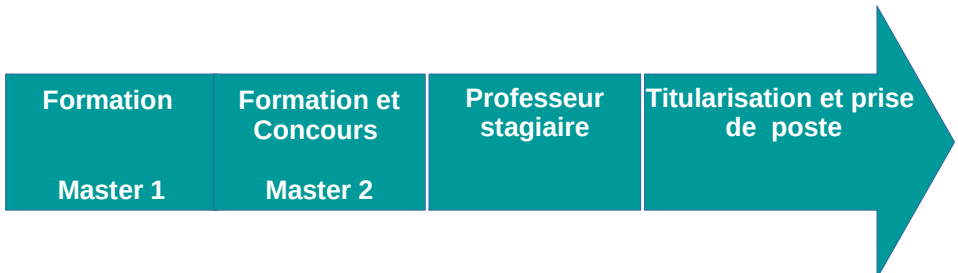 Formation
Master 1
Formation et
Concours
Master 2
Professeur
stagiaire
Titularisation et prise
de poste